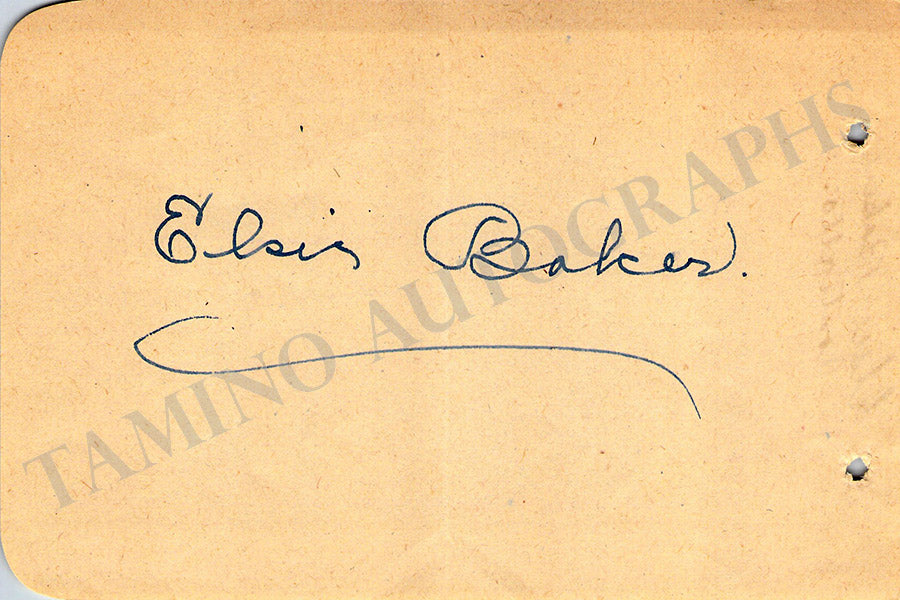 Elsie Baker.
TAMINO AUTOGRAPHS